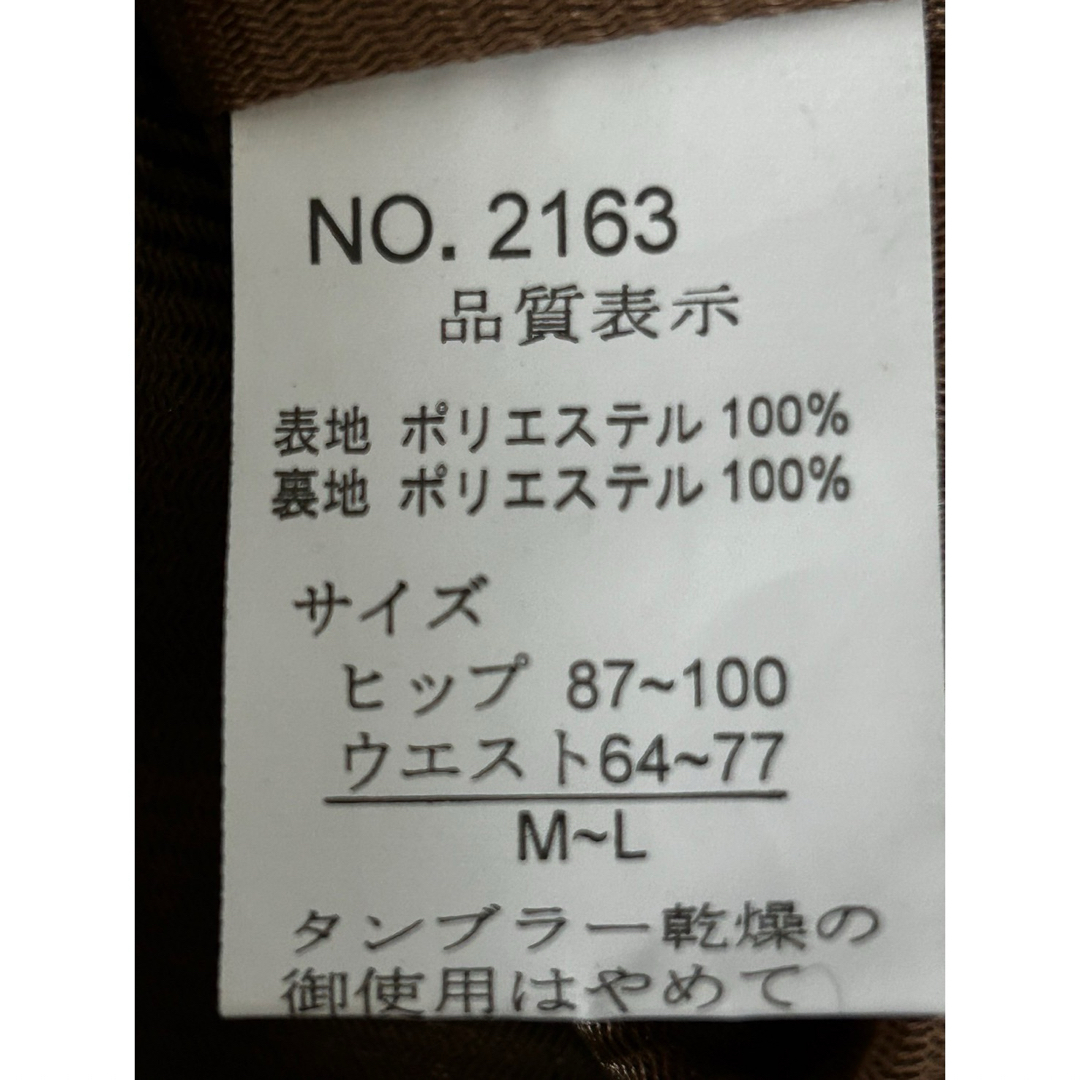 NO. 2163
品質表示
表地 ポリエステル 100%
裏地 ポリエステル 100%
サイズ
ヒップ 87~100
ウエスト64~77
M~L
タンブラー乾燥の
御使用はやめて